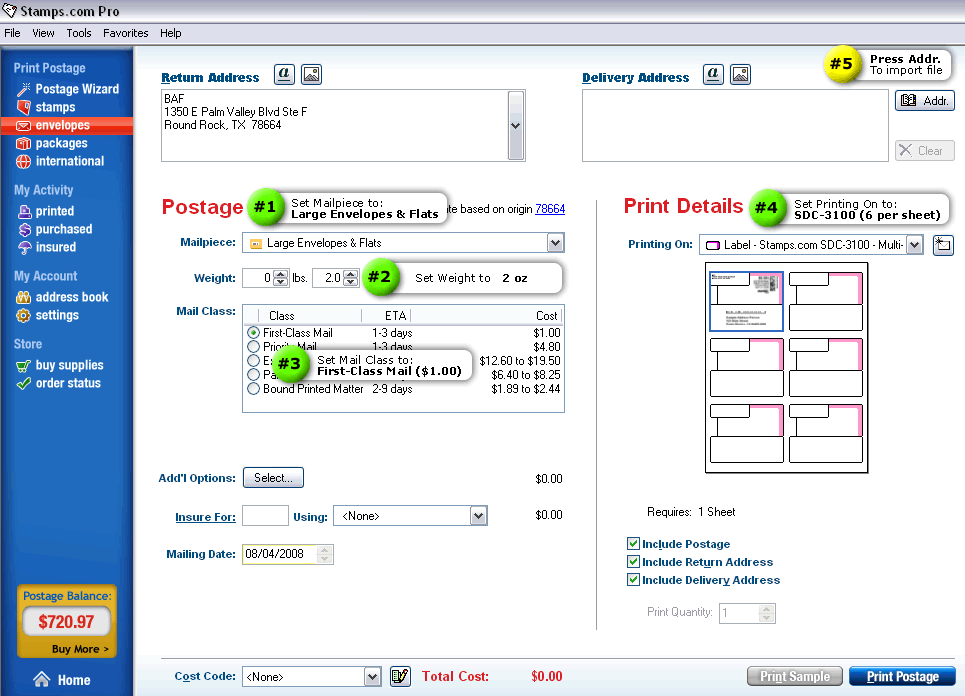 Stamps.com Pro
File View Tools Favorites Help
Print Postage
Postage Wizard
stamps
envelopes
packages
international
My Activity
printed
purchased
insured
My Account
address book
settings
Store
buy supplies
order status
Postage Balance:
$720.97
Buy More >
Home
Return Address a
BAF
1350 E Palm Valley Blvd Ste F
Round Rock, TX 78664
Delivery Address a
#5 Press Addr.
To import file
Addr.
Clear
Postage
#1 Set Mailpiece to:
Large Envelopes & Flats
te based on origin 78664
Mailpiece: Large Envelopes & Flats
Weight: 0 lbs. 2.0
#2 Set Weight to 2 oz
Mail Class: Class ETA Cost
First-Class Mail 1-3 days $1.00
Priority Mail 1-3 days $4.80
E $12.60 to $19.50
Pa $6.40 to $8.25
Bound Printed Matter 2-9 days $1.89 to $2.44
#3 Set Mail Class to:
First-Class Mail ($1.00)
Add'l Options: Select... $0.00
Insure For: Using: <None> $0.00
Mailing Date: 08/04/2008
Print Details
#4 Set Printing On to:
SDC-3100 (6 per sheet)
Printing On: Label - Stamps.com SDC-3100 - Multi-
Requires: 1 Sheet
Include Postage
Include Return Address
Include Delivery Address
Print Quantity: 1
Cost Code: <None> Total Cost: $0.00
Print Sample
Print Postage